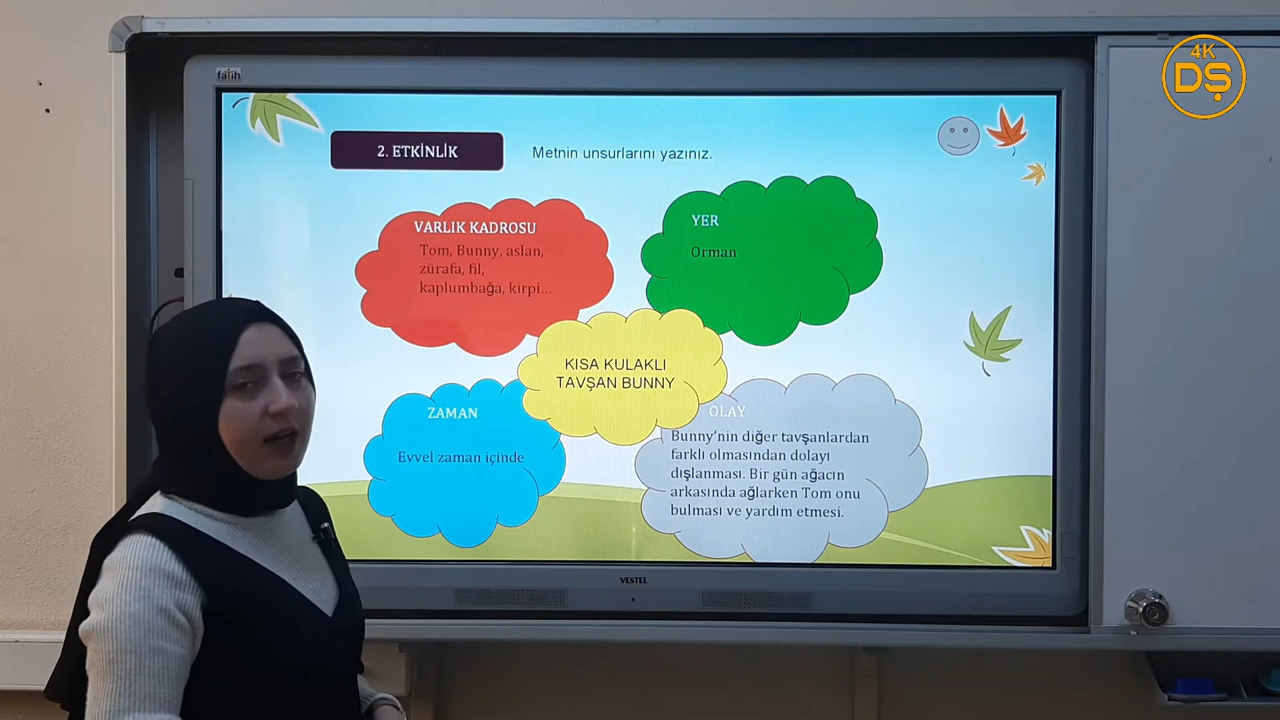 4K
DŞ
fatih
2. ETKİNLİK
Metnin unsurlarını yazınız.
VARLIK KADROSU
Tom, Bunny, aslan,
zürafa, fil,
kaplumbağa, kirpi...
YER
Orman
KISA KULAKLI
TAVŞAN BUNNY
ZAMAN
Evvel zaman içinde
OLAY
Bunny'nin diğer tavşanlardan
farklı olmasından dolayı
dışlanması. Bir gün ağacın
arkasında ağlarken Tom onu
bulması ve yardım etmesi.
VESTEL